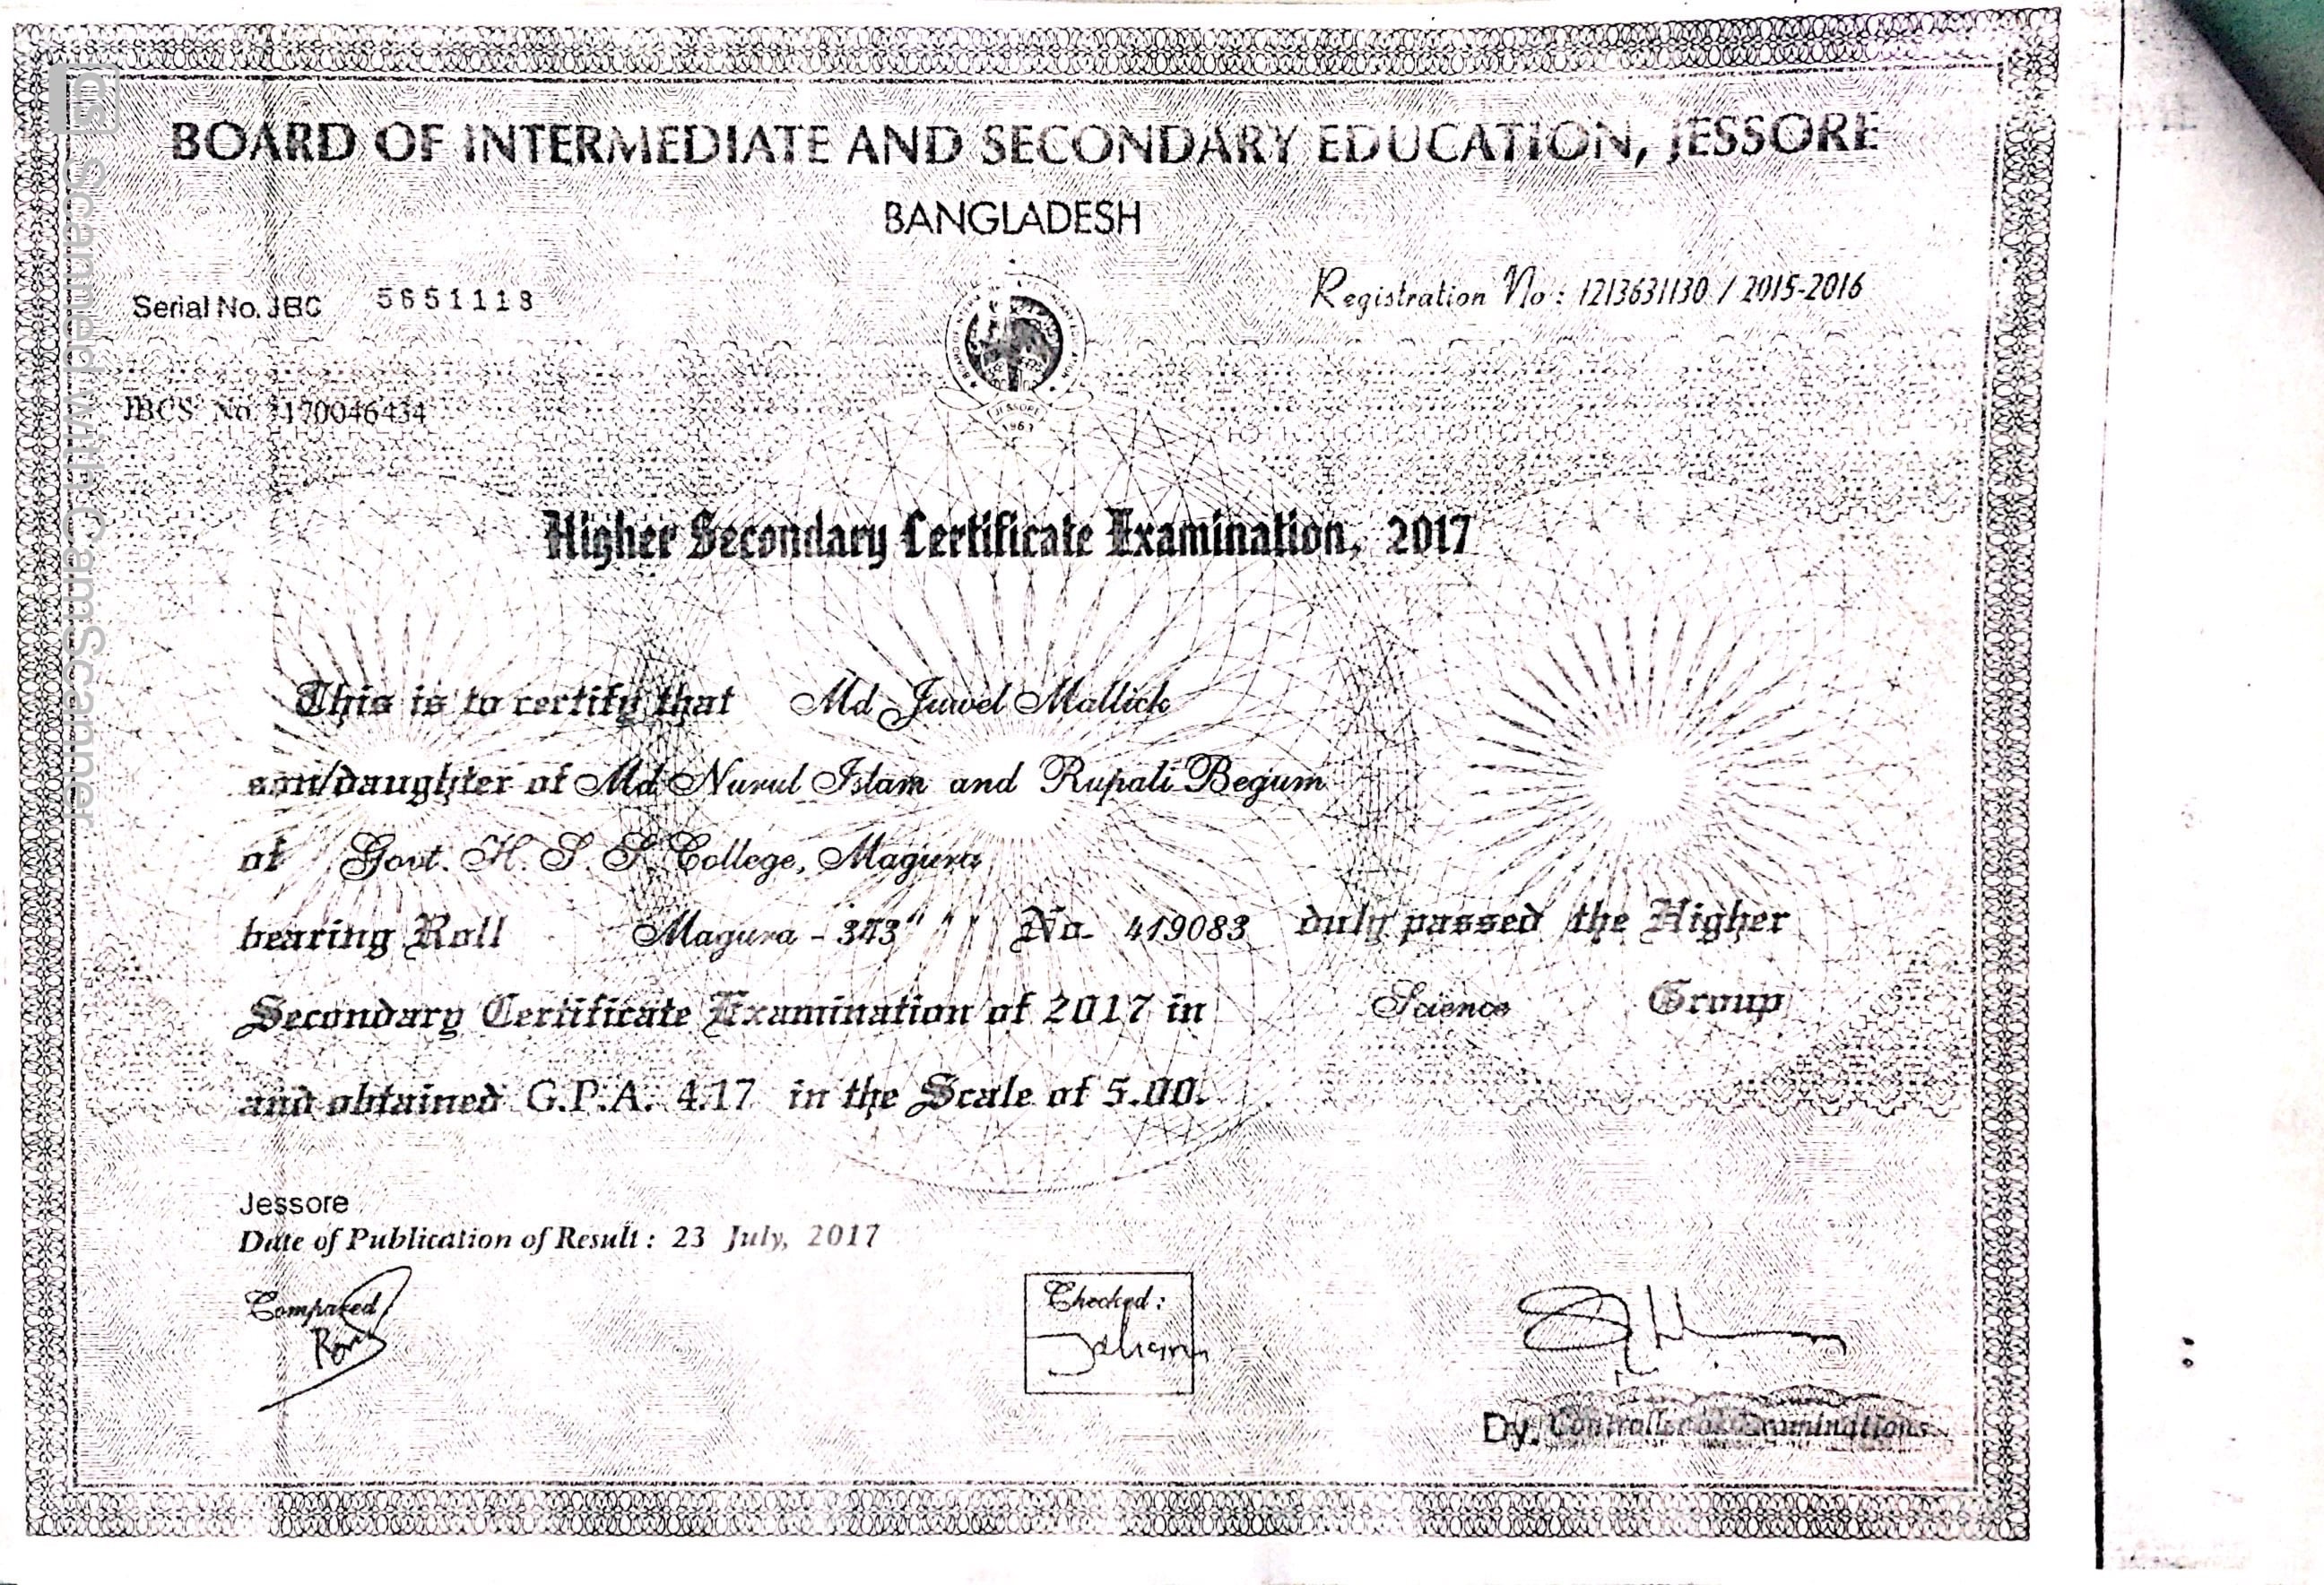 BOARD OF INTERMEDIATE AND SECONDARY EDUCATION, JESSORE
BANGLADESH
Serial No. JBC 5651118
Registration No : 1213631130 / 2015-2016
JESSORE
1963
JBCS No. 1170046434
Higher Secondary Certificate Examination, 2017
This is to certify that Md Juwel Mallick
son/daughter of Md Nurul Islam and Rupali Begum
of Govt. H. S. S. College, Magura
bearing Roll Magura - 343 No. 419083 duly passed the Higher
Secondary Certificate Examination of 2017 in Science Group
and obtained G.P.A. 4.17 in the Scale of 5.00.
Jessore
Date of Publication of Result : 23 July, 2017
Compared
Checked :
Dy. Controller of Examinations
CS Scanned with CamScanner